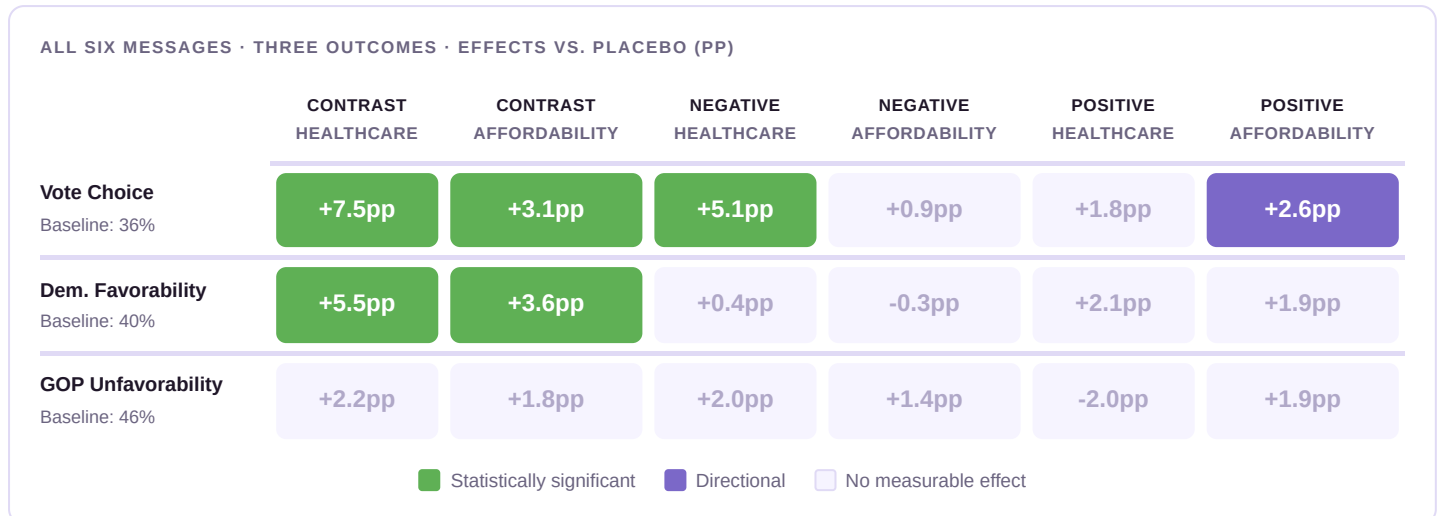 ALL SIX MESSAGES · THREE OUTCOMES · EFFECTS VS. PLACEBO (PP)
CONTRAST CONTRAST NEGATIVE NEGATIVE POSITIVE POSITIVE
HEALTHCARE AFFORDABILITY HEALTHCARE AFFORDABILITY HEALTHCARE AFFORDABILITY
Vote Choice
Baseline: 36%
+7.5pp +3.1pp +5.1pp +0.9pp +1.8pp +2.6pp
Dem. Favorability
Baseline: 40%
+5.5pp +3.6pp +0.4pp -0.3pp +2.1pp +1.9pp
GOP Unfavorability
Baseline: 46%
+2.2pp +1.8pp +2.0pp +1.4pp -2.0pp +1.9pp
Statistically significant Directional No measurable effect